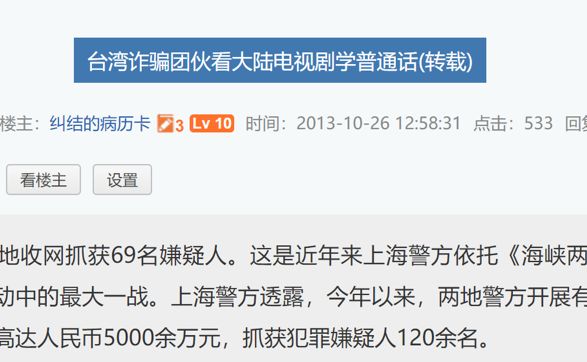 台湾诈骗团伙看大陆电视剧学普通话(转载)
楼主：纠结的病历卡 3 Lv 10 时间：2013-10-26 12:58:31 点击：533 回
看楼主 设置
地收网抓获69名嫌疑人。这是近年来上海警方依托《海峡两
动中的最大一战。上海警方透露，今年以来，两地警方开展有
高达人民币5000余万元，抓获犯罪嫌疑人120余名。